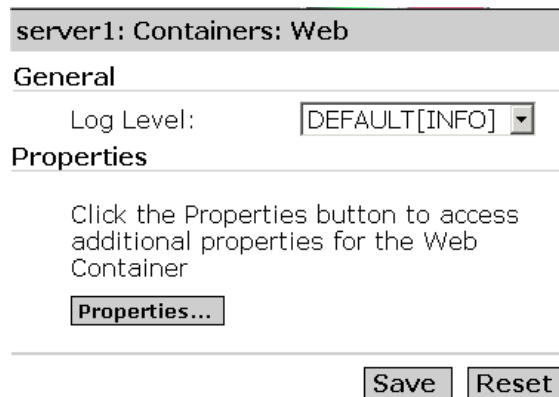 server1: Containers: Web
General
Log Level: DEFAULT[INFO]
Properties
Click the Properties button to access
additional properties for the Web
Container
Properties...
Save Reset